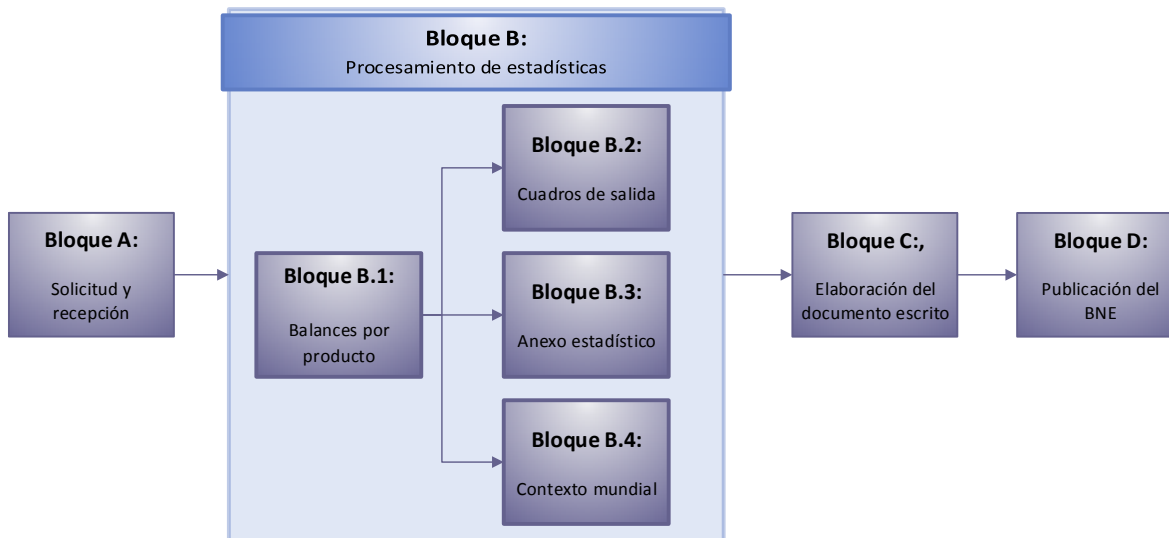 Bloque B:
Procesamiento de estadísticas
Bloque A:
Solicitud y
recepción
Bloque B.1:
Balances por
producto
Bloque B.2:
Cuadros de salida
Bloque B.3:
Anexo estadístico
Bloque B.4:
Contexto mundial
Bloque C:,
Elaboración del
documento escrito
Bloque D:
Publicación del
BNE